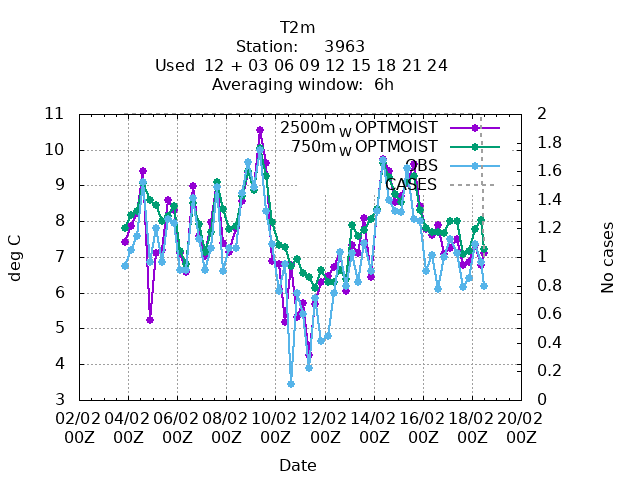 T2m
Station: 3963
Used 12 + 03 06 09 12 15 18 21 24
Averaging window: 6h
2500m W OPTMOIST
750m W OPTMOIST
OBS
CASES
deg C
11
10
9
8
7
6
5
4
3
No cases
2
1.8
1.6
1.4
1.2
1
0.8
0.6
0.4
0.2
0
02/02 04/02 06/02 08/02 10/02 12/02 14/02 16/02 18/02 20/02
00Z 00Z 00Z 00Z 00Z 00Z 00Z 00Z 00Z 00Z
Date